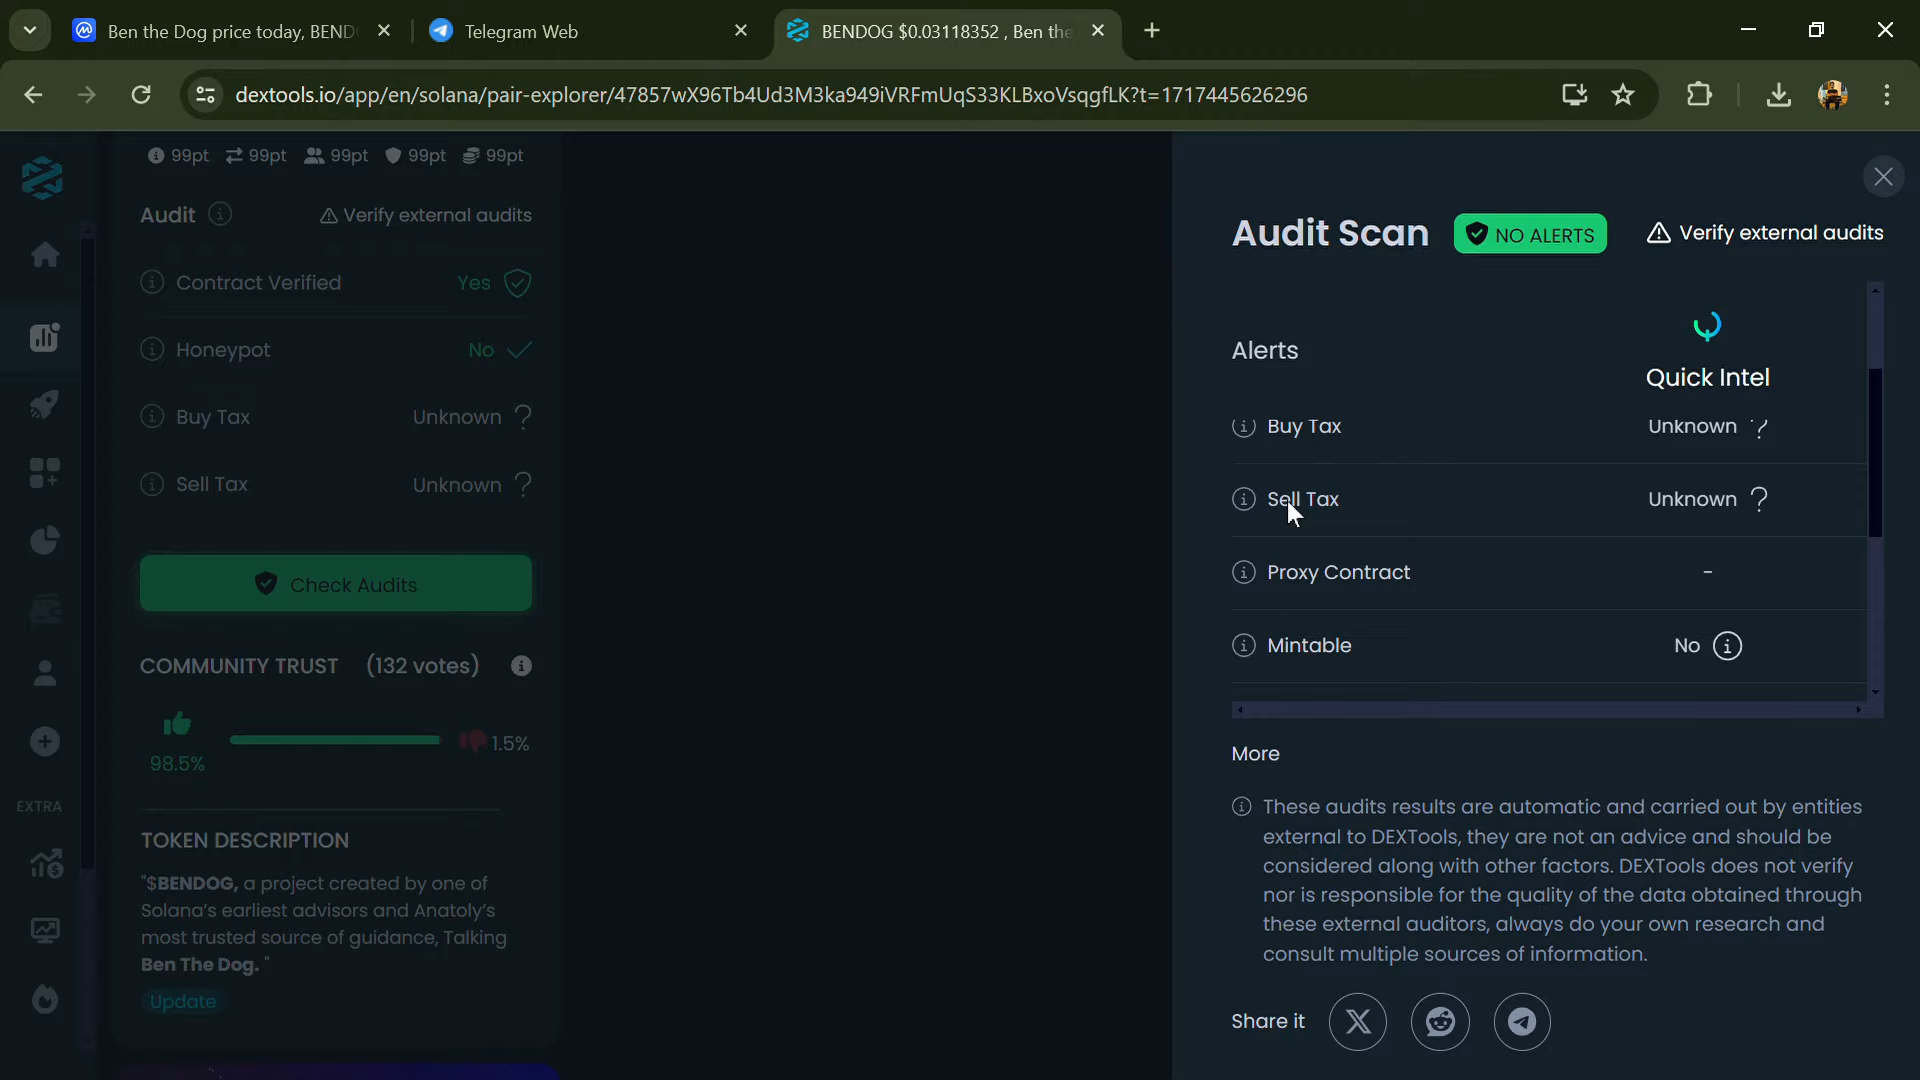 Ben the Dog price today, BEND
Telegram Web
BENDOG $0.03118352 , Ben the
dextools.io/app/en/solana/pair-explorer/47857wX96Tb4Ud3M3ka949iVRFmUqS33KLBxoVsqgfLK?t=1717445626296
99pt 99pt 99pt 99pt 99pt
Audit Verify external audits
Contract Verified Yes
Honeypot No
Buy Tax Unknown ?
Sell Tax Unknown ?
Check Audits
COMMUNITY TRUST (132 votes)
98.5% 1.5%
EXTRA
TOKEN DESCRIPTION
"$BENDOG, a project created by one of
Solana's earliest advisors and Anatoly's
most trusted source of guidance, Talking
Ben The Dog. "
Update
Audit Scan NO ALERTS Verify external audits
Alerts
Quick Intel
Buy Tax Unknown ?
Sell Tax Unknown ?
Proxy Contract -
Mintable No
More
These audits results are automatic and carried out by entities
external to DEXTools, they are not an advice and should be
considered along with other factors. DEXTools does not verify
nor is responsible for the quality of the data obtained through
these external auditors, always do your own research and
consult multiple sources of information.
Share it